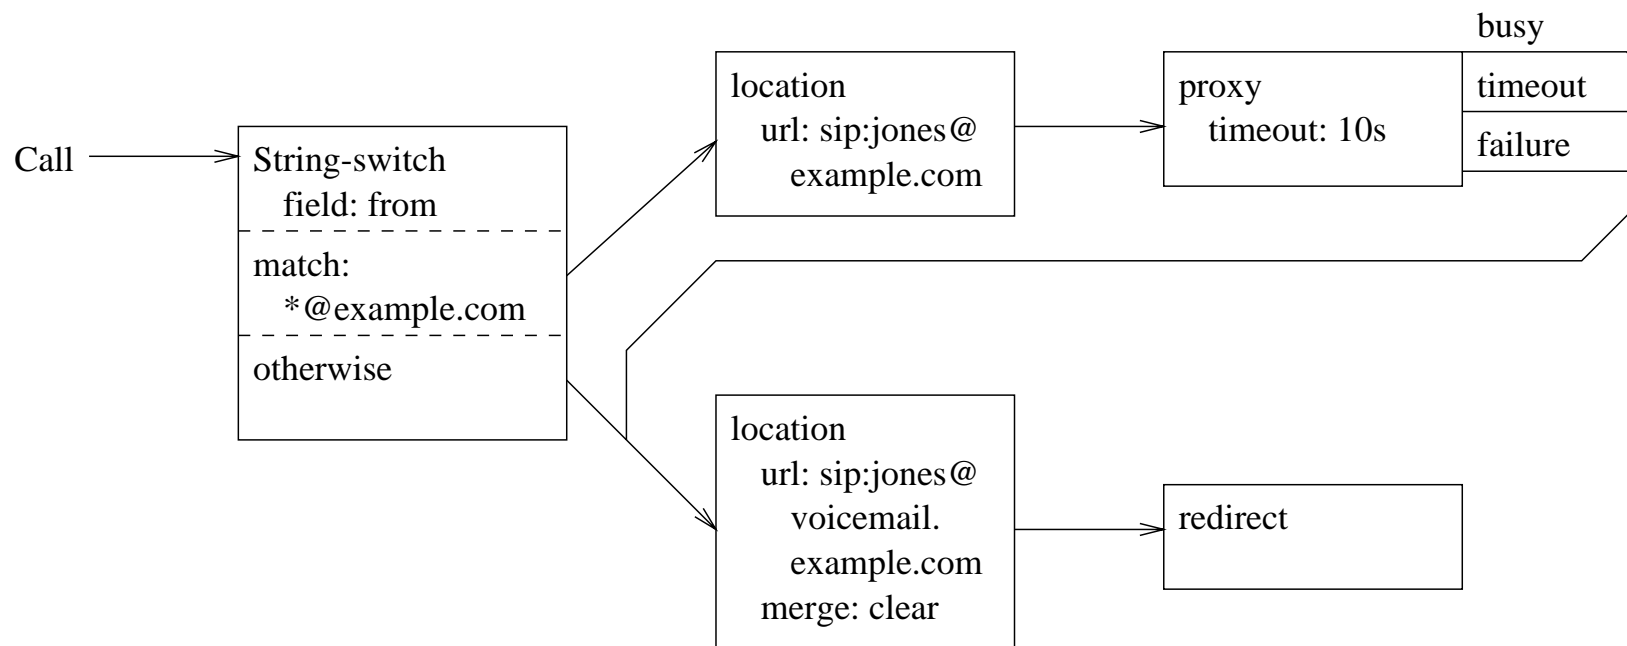 Call
String-switch
field: from
match:
*@example.com
otherwise
location
url: sip:jones@
example.com
proxy
timeout: 10s
busy
timeout
failure
location
url: sip:jones@
voicemail.
example.com
merge: clear
redirect